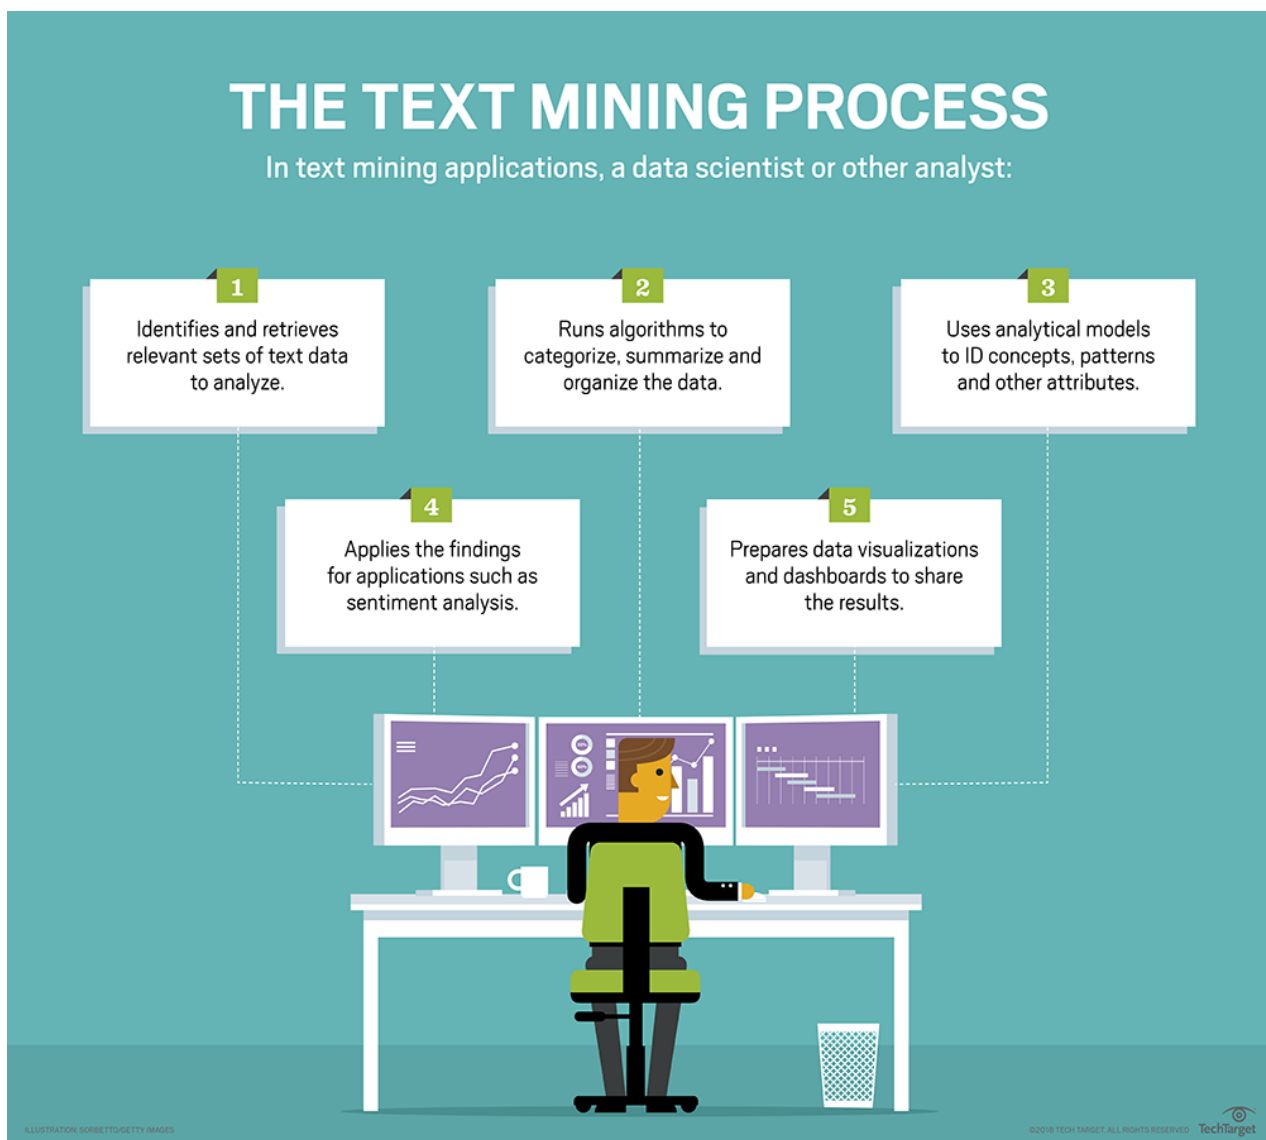 THE TEXT MINING PROCESS
In text mining applications, a data scientist or other analyst:
1
Identifies and retrieves
relevant sets of text data
to analyze.
2
Runs algorithms to
categorize, summarize and
organize the data.
3
Uses analytical models
to ID concepts, patterns
and other attributes.
4
Applies the findings
for applications such as
sentiment analysis.
5
Prepares data visualizations
and dashboards to share
the results.
ILLUSTRATION: SORBETTO/GETTY IMAGES
©2018 TECH TARGET. ALL RIGHTS RESERVED
TechTarget